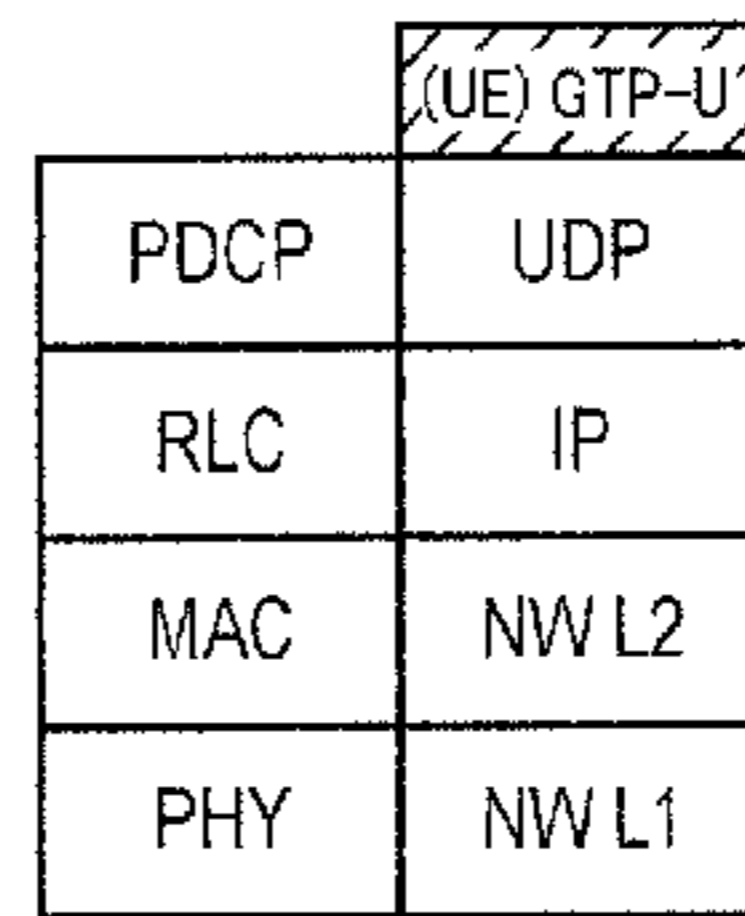 (UE) GTP-U
PDCP UDP
RLC IP
MAC NW L2
PHY NW L1